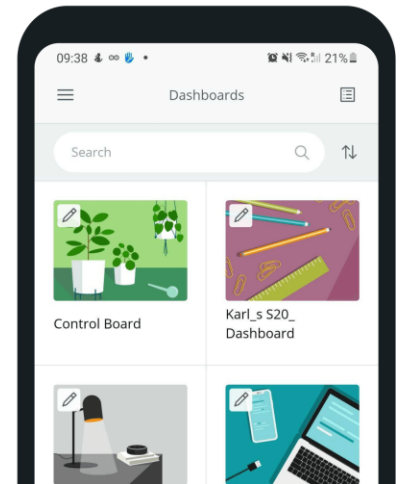 09:38 21%
Dashboards
Search
Control Board
Karl_s S20_
Dashboard